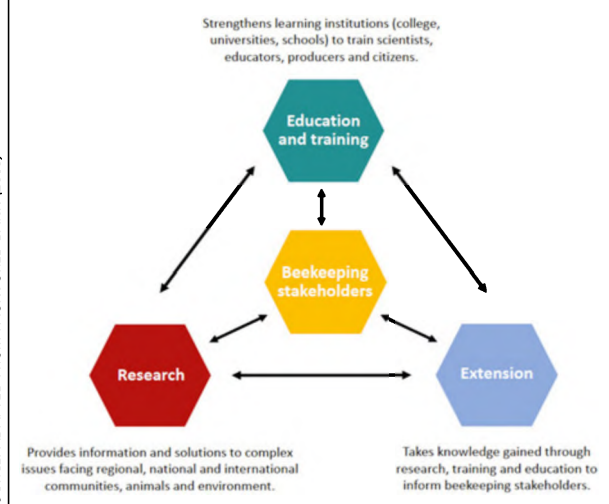 Strengthens learning institutions (college,
universities, schools) to train scientists,
educators, producers and citizens.
Education
and training
Beekeeping
stakeholders
Research
Extension
Provides information and solutions to complex
issues facing regional, national and international
communities, animals and environment.
Takes knowledge gained through
research, training and education to
inform beekeeping stakeholders.